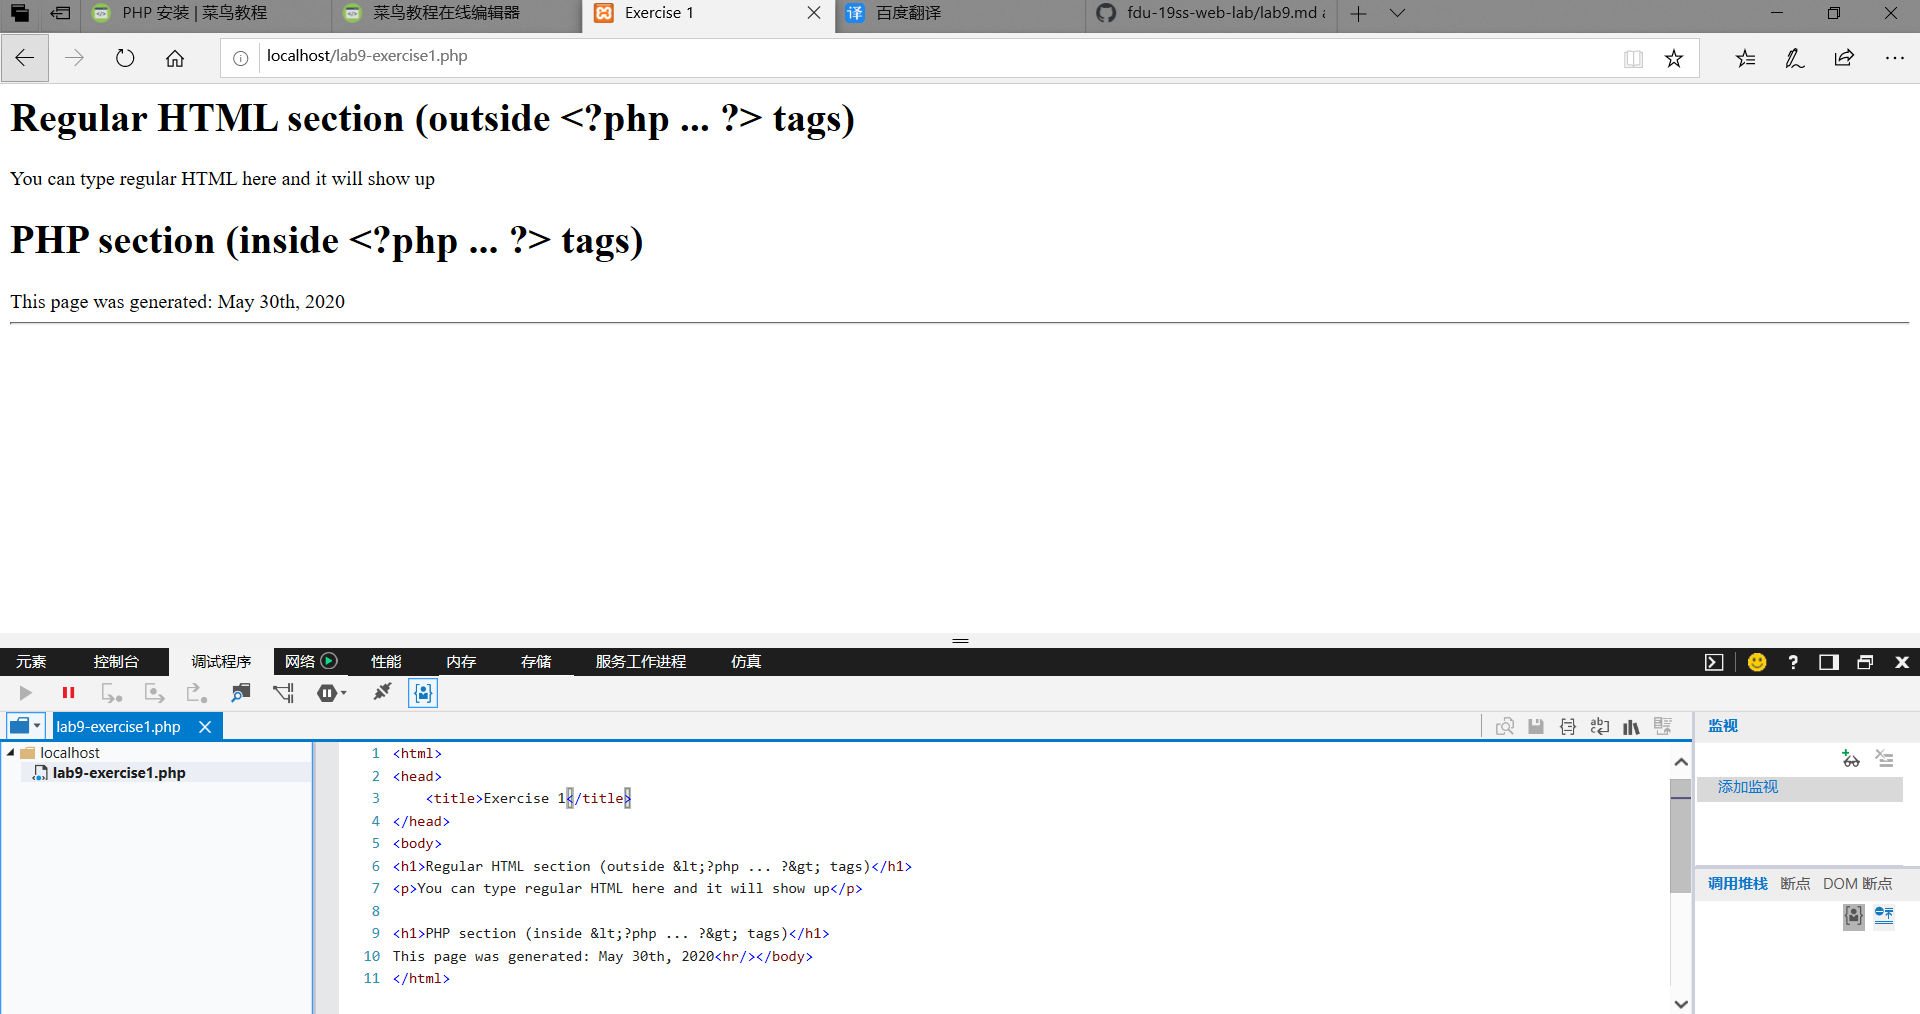 PHP 安装 | 菜鸟教程
菜鸟教程在线编辑器
Exercise 1
译 百度翻译
fdu-19ss-web-lab/lab9.md a
localhost/lab9-exercise1.php
Regular HTML section (outside <?php ... ?> tags)
You can type regular HTML here and it will show up
PHP section (inside <?php ... ?> tags)
This page was generated: May 30th, 2020
元素 控制台 调试程序 网络 性能 内存 存储 服务工作进程 仿真
lab9-exercise1.php
监视
localhost
lab9-exercise1.php
添加监视
1 <html>
2 <head>
3     <title>Exercise 1</title>
4 </head>
5 <body>
6 <h1>Regular HTML section (outside &lt;?php ... ?&gt; tags)</h1>
7 <p>You can type regular HTML here and it will show up</p>
8
9 <h1>PHP section (inside &lt;?php ... ?&gt; tags)</h1>
10 This page was generated: May 30th, 2020<hr/></body>
11 </html>
调用堆栈 断点 DOM 断点